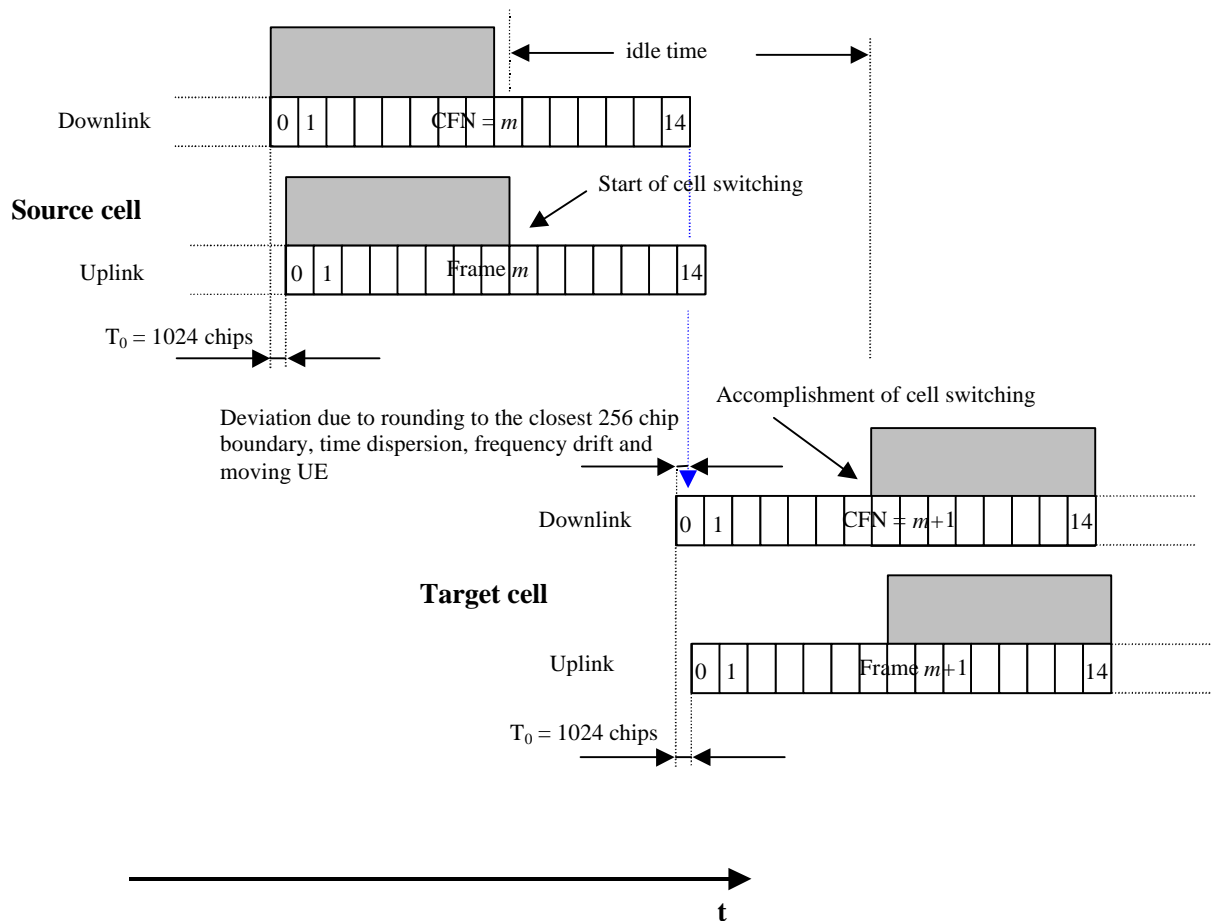 idle time
Downlink
0 1 CFN = m 14
Start of cell switching
Source cell
Uplink
0 1 Frame m 14
T₀ = 1024 chips
Accomplishment of cell switching
Deviation due to rounding to the closest 256 chip
boundary, time dispersion, frequency drift and
moving UE
Downlink
0 1 CFN = m+1 14
Target cell
Uplink
0 1 Frame m+1 14
T₀ = 1024 chips
t